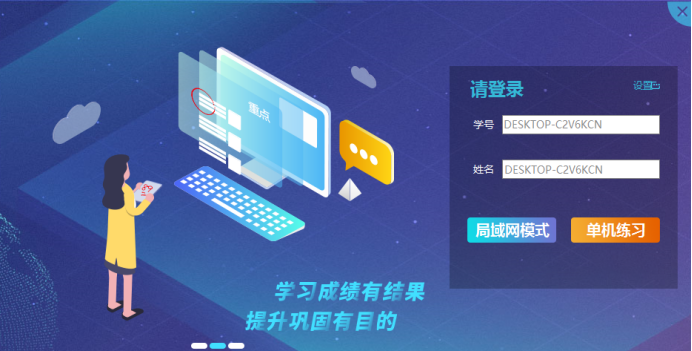 重点
请登录
设置
学号 DESKTOP-C2V6KCN
姓名 DESKTOP-C2V6KCN
局域网模式 单机练习
学习成绩有结果
提升巩固有目的